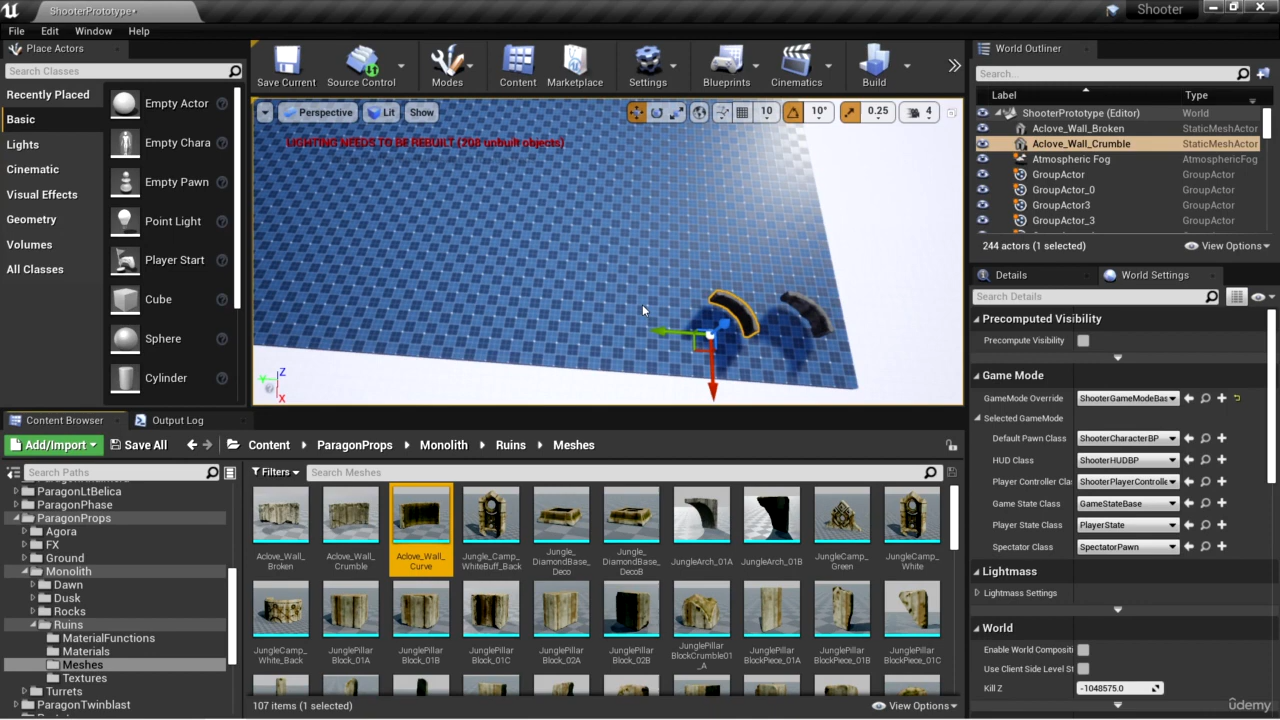 ShooterPrototype•
Shooter
File Edit Window Help
Place Actors
Search Classes
Recently Placed
Basic
Lights
Cinematic
Visual Effects
Geometry
Volumes
All Classes
Empty Actor
Empty Chara
Empty Pawn
Point Light
Player Start
Cube
Sphere
Cylinder
Save Current
Source Control
Modes
Content
Marketplace
Settings
Blueprints
Cinematics
Build
Perspective
Lit
Show
10
10°
0.25
4
LIGHTING NEEDS TO BE REBUILT (208 unbuilt objects)
Z
Y
X
World Outliner
Search...
Label Type
ShooterPrototype (Editor) World
Aclove_Wall_Broken StaticMeshActor
Aclove_Wall_Crumble StaticMeshActor
Atmospheric Fog AtmosphericFog
GroupActor GroupActor
GroupActor_0 GroupActor
GroupActor3 GroupActor
GroupActor_3 GroupActor
244 actors (1 selected)
View Options
Details
World Settings
Search Details
Precomputed Visibility
Precompute Visibility
Game Mode
GameMode Override ShooterGameModeBas
Selected GameMode
Default Pawn Class ShooterCharacterBP
HUD Class ShooterHUDBP
Player Controller Cla ShooterPlayerControlle
Game State Class GameStateBase
Player State Class PlayerState
Spectator Class SpectatorPawn
Lightmass
Lightmass Settings
World
Enable World Compositi
Use Client Side Level St
Kill Z -1048575.0
Content Browser
Output Log
Add/Import
Save All
Content
ParagonProps
Monolith
Ruins
Meshes
Search Paths
Filters
Search Meshes
ParagonLtBelica
ParagonPhase
ParagonProps
Agora
FX
Ground
Monolith
Dawn
Dusk
Rocks
Ruins
MaterialFunctions
Materials
Meshes
Textures
Turrets
ParagonTwinblast
Aclove_Wall_
Broken
Aclove_Wall_
Crumble
Aclove_Wall_
Curve
Jungle_Camp_
WhiteBuff_Back
Jungle_
DiamondBase_
Deco
Jungle_
DiamondBase_
DecoB
JungleArch_01A
JungleArch_01B
JungleCamp_
Green
JungleCamp_
White
JungleCamp_
White_Back
JunglePillar
Block_01A
JunglePillar
Block_01B
JunglePillar
Block_01C
JunglePillar
Block_02A
JunglePillar
Block_02B
JunglePillar
BlockCrumble01
_A
JunglePillar
BlockPiece_01A
JunglePillar
BlockPiece_01B
JunglePillar
BlockPiece_01C
107 items (1 selected)
View Options
ûdemy